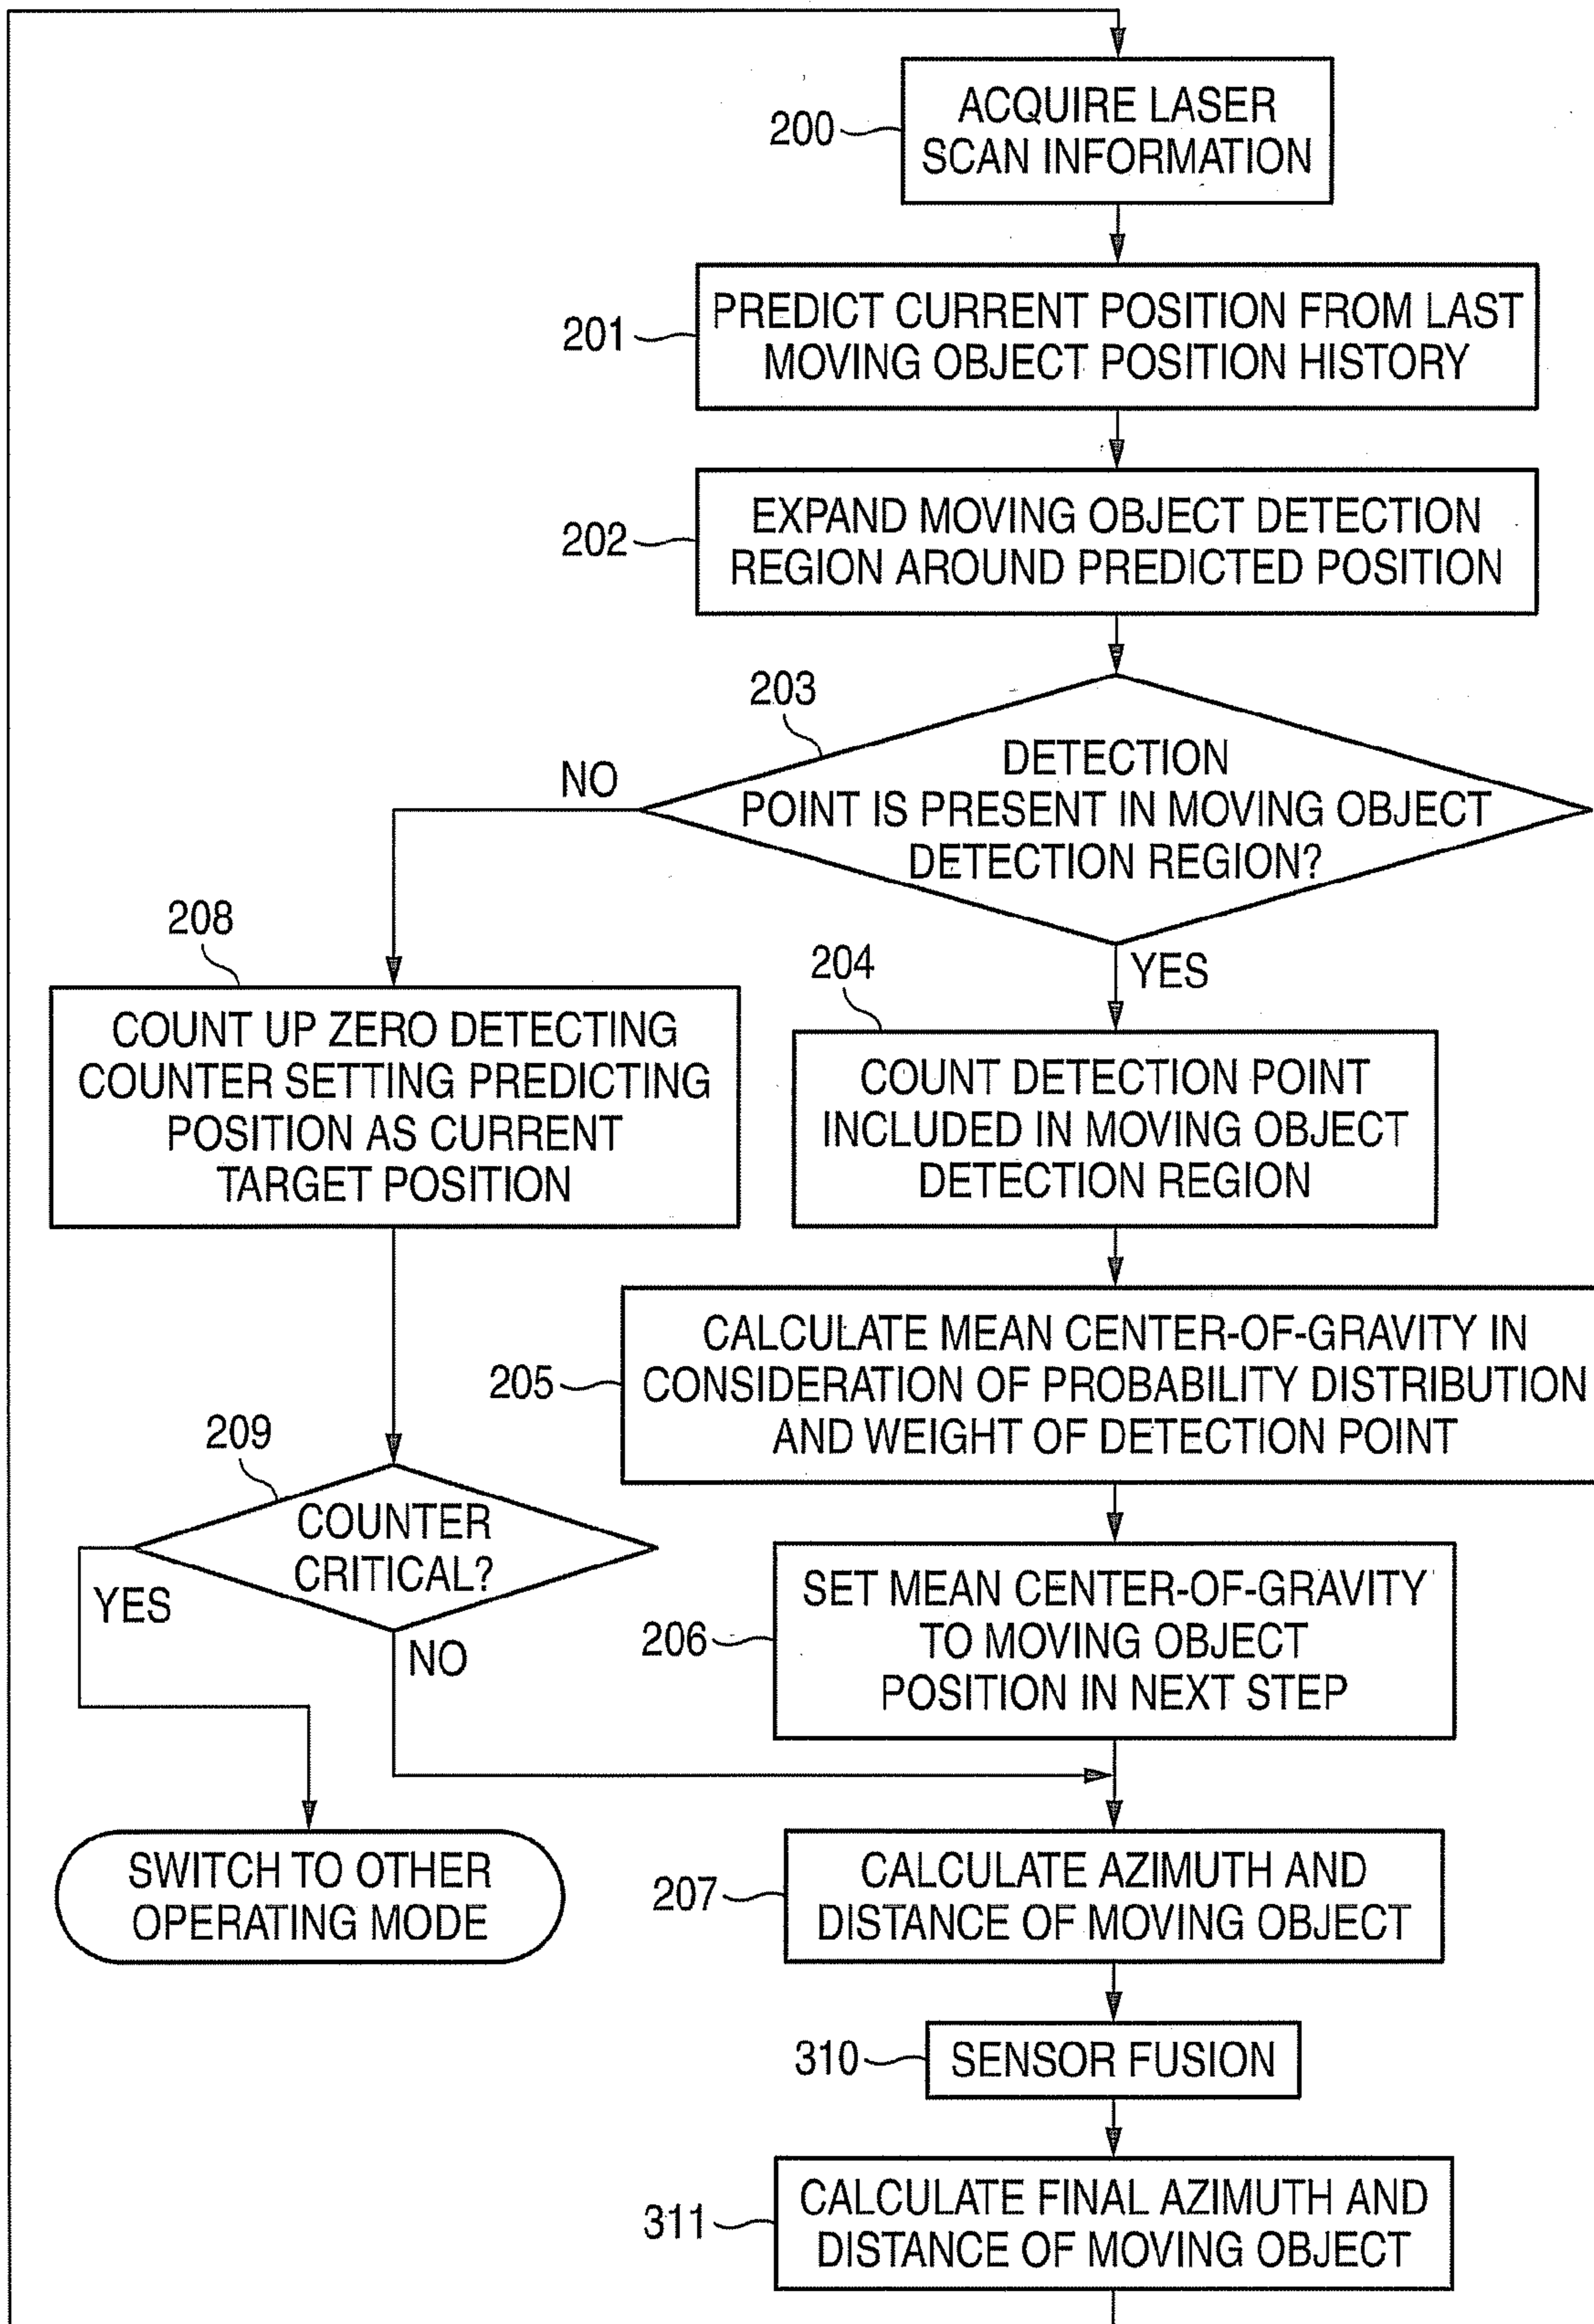 200
ACQUIRE LASER
SCAN INFORMATION
201
PREDICT CURRENT POSITION FROM LAST
MOVING OBJECT POSITION HISTORY
202
EXPAND MOVING OBJECT DETECTION
REGION AROUND PREDICTED POSITION
203
DETECTION
POINT IS PRESENT IN MOVING OBJECT
DETECTION REGION?
NO
YES
208
COUNT UP ZERO DETECTING
COUNTER SETTING PREDICTING
POSITION AS CURRENT
TARGET POSITION
204
COUNT DETECTION POINT
INCLUDED IN MOVING OBJECT
DETECTION REGION
205
CALCULATE MEAN CENTER-OF-GRAVITY IN
CONSIDERATION OF PROBABILITY DISTRIBUTION
AND WEIGHT OF DETECTION POINT
209
COUNTER
CRITICAL?
YES
NO
206
SET MEAN CENTER-OF-GRAVITY
TO MOVING OBJECT
POSITION IN NEXT STEP
SWITCH TO OTHER
OPERATING MODE
207
CALCULATE AZIMUTH AND
DISTANCE OF MOVING OBJECT
310
SENSOR FUSION
311
CALCULATE FINAL AZIMUTH AND
DISTANCE OF MOVING OBJECT